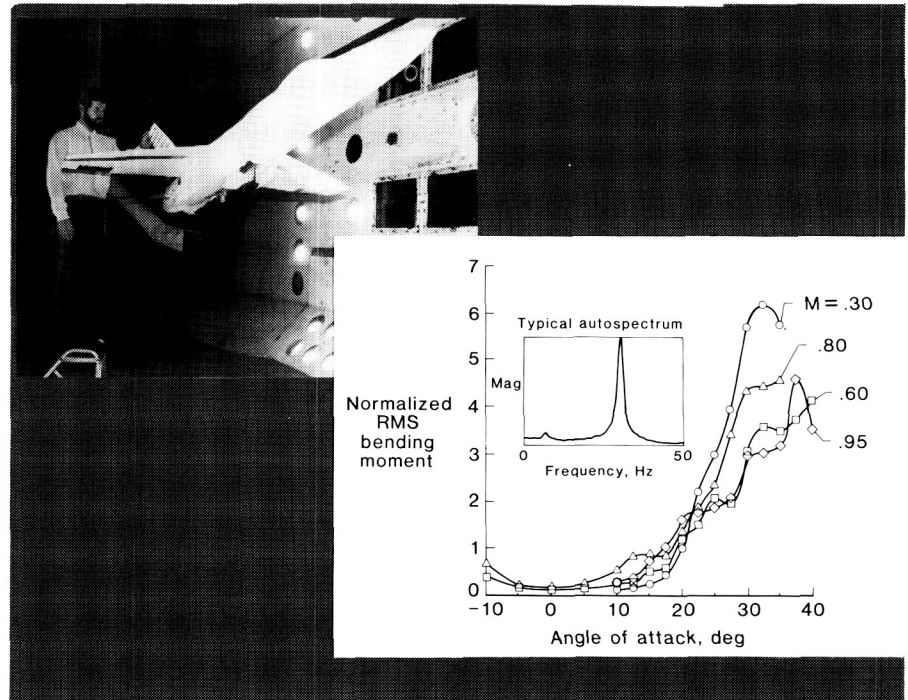 7
6
5
4
3
2
1
0
Normalized
RMS
bending
moment
Typical autospectrum
Mag
0
50
Frequency, Hz
M = .30
.80
.60
.95
−10
0
10
20
30
40
Angle of attack, deg